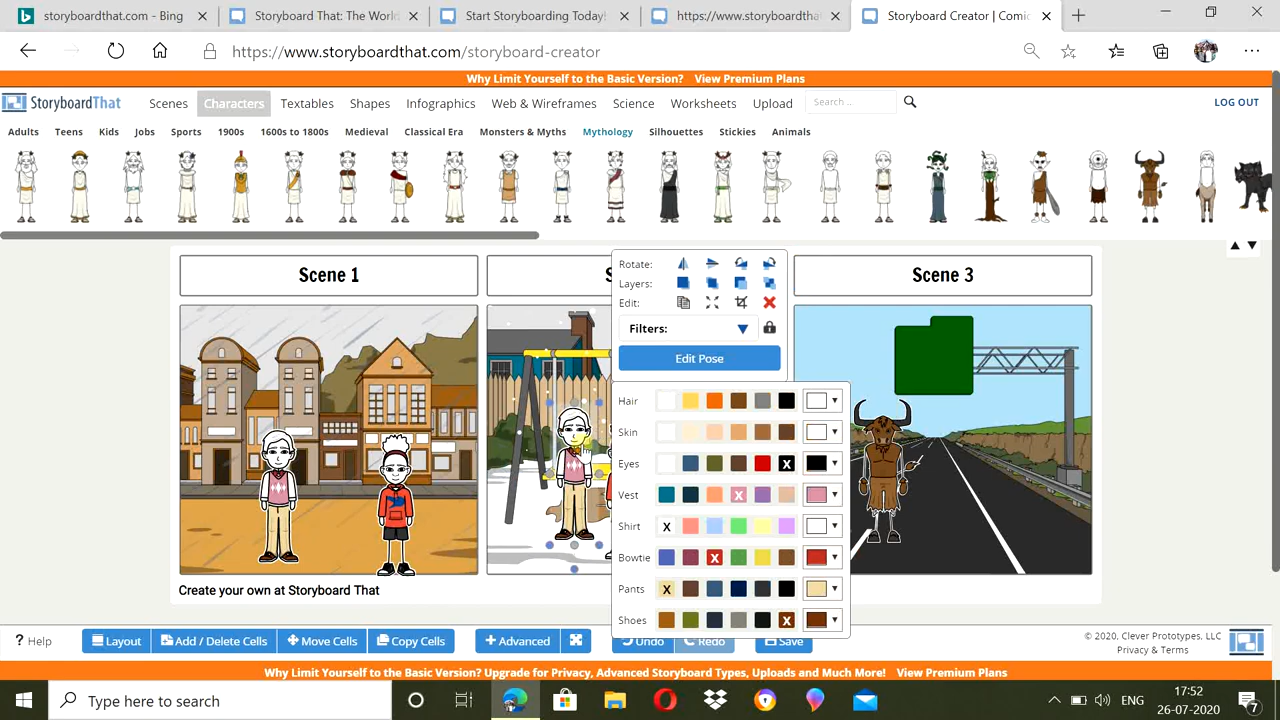 storyboardthat.com - Bing
Storyboard That: The World'
Start Storyboarding Today!
https://www.storyboardthat.c
Storyboard Creator | Comic
https://www.storyboardthat.com/storyboard-creator
Why Limit Yourself to the Basic Version? View Premium Plans
StoryboardThat
Scenes Characters Textables Shapes Infographics Web & Wireframes Science Worksheets Upload Search .. LOG OUT
Adults Teens Kids Jobs Sports 1900s 1600s to 1800s Medieval Classical Era Monsters & Myths Mythology Silhouettes Stickies Animals
Scene 1
S
Scene 3
Rotate:
Layers:
Edit:
Filters:
Edit Pose
Hair
Skin
Eyes X
Vest X
Shirt X
Bowtie X
Pants X
Shoes X
Create your own at Storyboard That
? Help
Layout
Add / Delete Cells
Move Cells
Copy Cells
Advanced
Undo
Redo
Save
© 2020, Clever Prototypes, LLC
Privacy & Terms
Why Limit Yourself to the Basic Version? Upgrade for Privacy, Advanced Storyboard Types, Uploads and Much More! View Premium Plans
Type here to search
ENG
17:52
26-07-2020
7